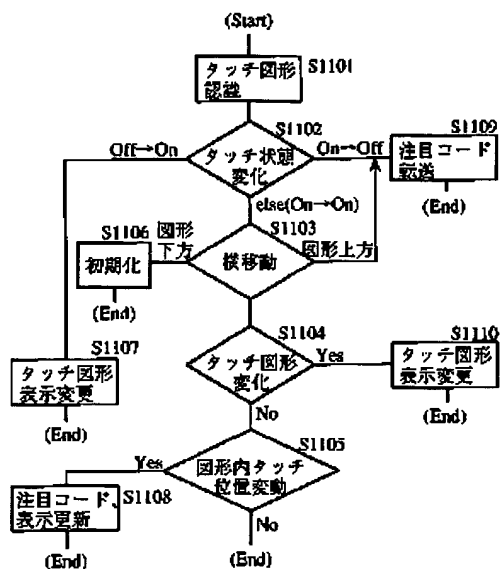 (Start)
タッチ図形
認識
S1101
S1102
タッチ状態
変化
Off→On
On→Off
S1109
注目コード
転送
(End)
else(On→On)
S1103
横移動
図形
下方
図形上方
S1106
初期化
(End)
S1104
タッチ図形
変化
Yes
S1110
タッチ図形
表示変更
(End)
S1107
タッチ図形
表示変更
(End)
No
S1105
図形内タッチ
位置変動
Yes
S1108
注目コード、
表示更新
(End)
No
(End)